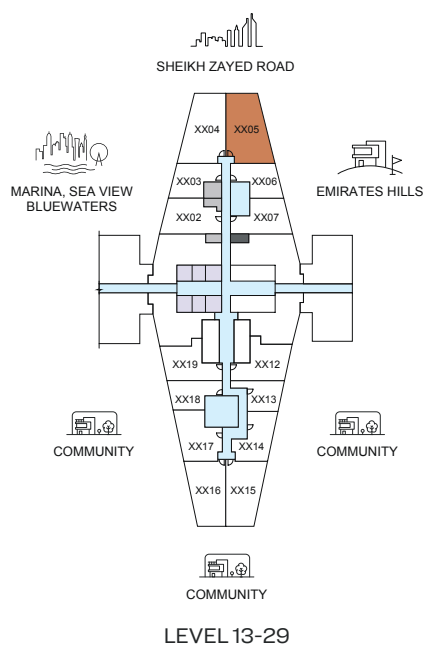 SHEIKH ZAYED ROAD
XX04
XX05
MARINA, SEA VIEW
BLUEWATERS
XX03
XX06
EMIRATES HILLS
XX02
XX07
XX19
XX12
XX18
XX13
COMMUNITY
XX17
XX14
COMMUNITY
XX16
XX15
COMMUNITY
LEVEL 13-29